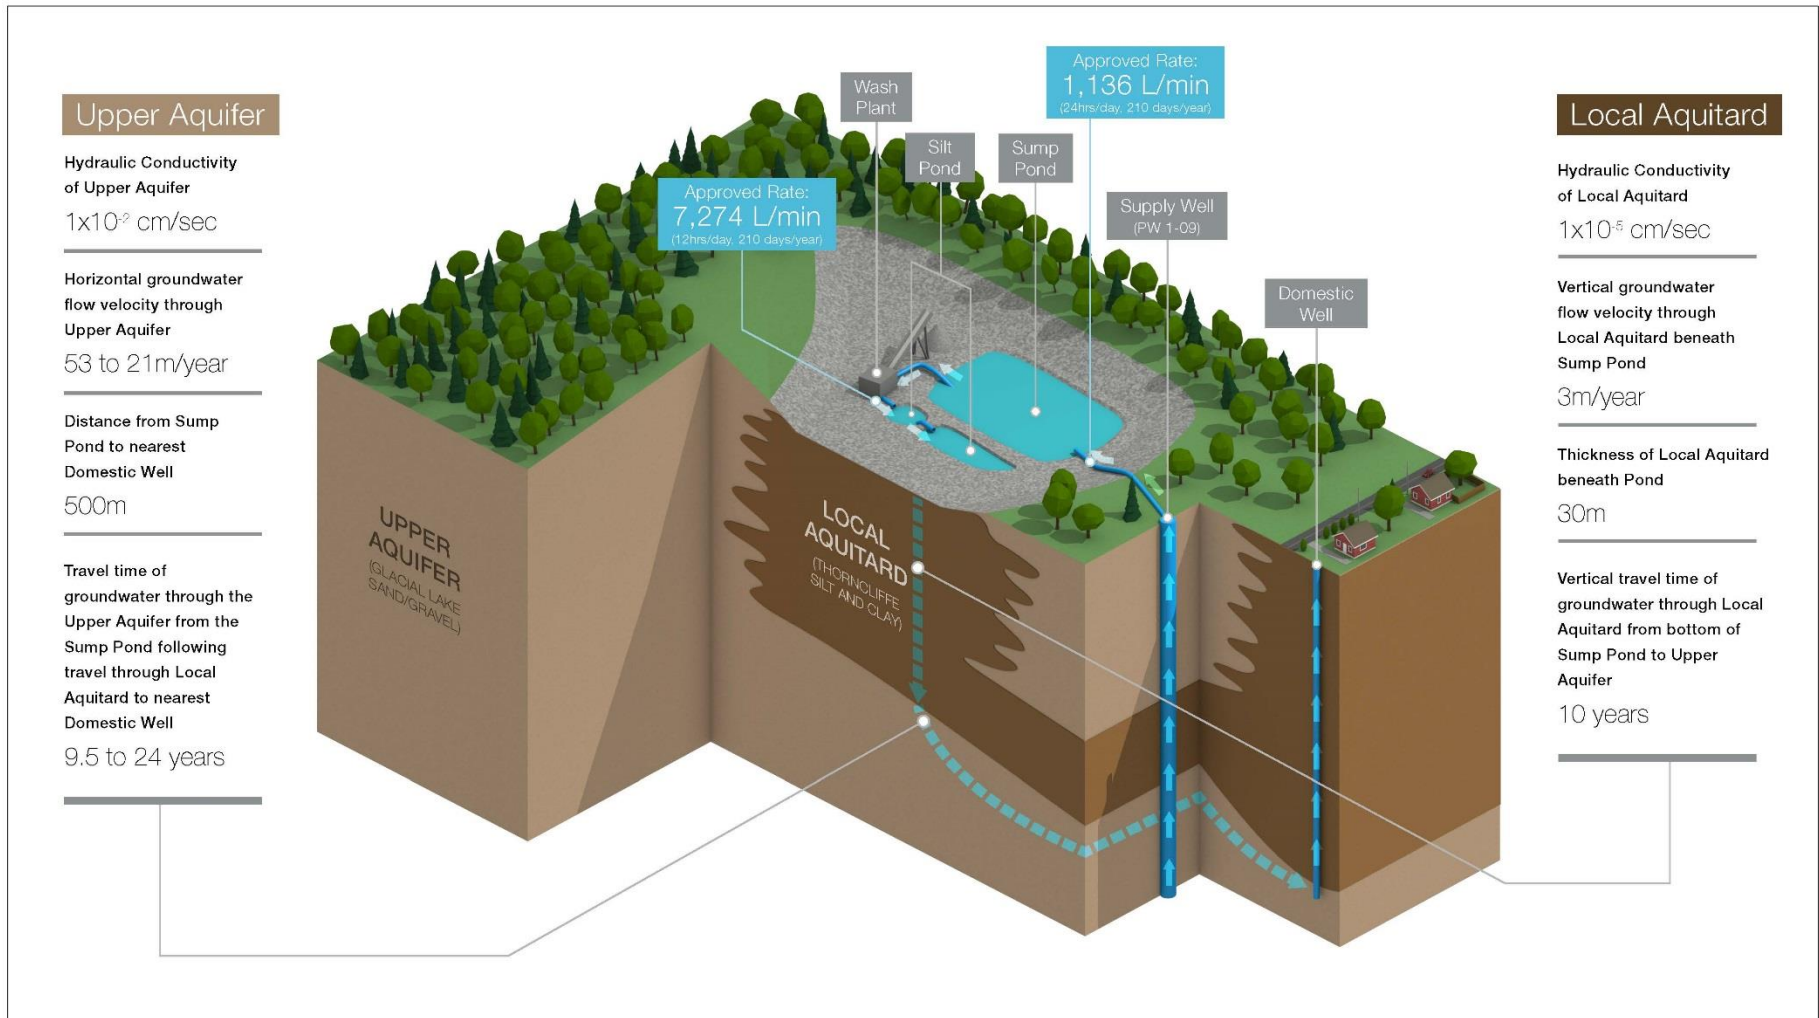 Upper Aquifer
Hydraulic Conductivity
of Upper Aquifer
1x10⁻² cm/sec
Horizontal groundwater
flow velocity through
Upper Aquifer
53 to 21m/year
Distance from Sump
Pond to nearest
Domestic Well
500m
Travel time of
groundwater through the
Upper Aquifer from the
Sump Pond following
travel through Local
Aquitard to nearest
Domestic Well
9.5 to 24 years
Approved Rate:
7,274 L/min
(12hrs/day, 210 days/year)
Wash
Plant
Silt
Pond
Sump
Pond
Approved Rate:
1,136 L/min
(24hrs/day, 210 days/year)
Supply Well
(PW 1-09)
Domestic
Well
UPPER
AQUIFER
(GLACIAL LAKE
SAND/GRAVEL)
LOCAL
AQUITARD
(THORNCLIFFE
SILT AND CLAY)
Local Aquitard
Hydraulic Conductivity
of Local Aquitard
1x10⁻⁵ cm/sec
Vertical groundwater
flow velocity through
Local Aquitard beneath
Sump Pond
3m/year
Thickness of Local Aquitard
beneath Pond
30m
Vertical travel time of
groundwater through Local
Aquitard from bottom of
Sump Pond to Upper
Aquifer
10 years